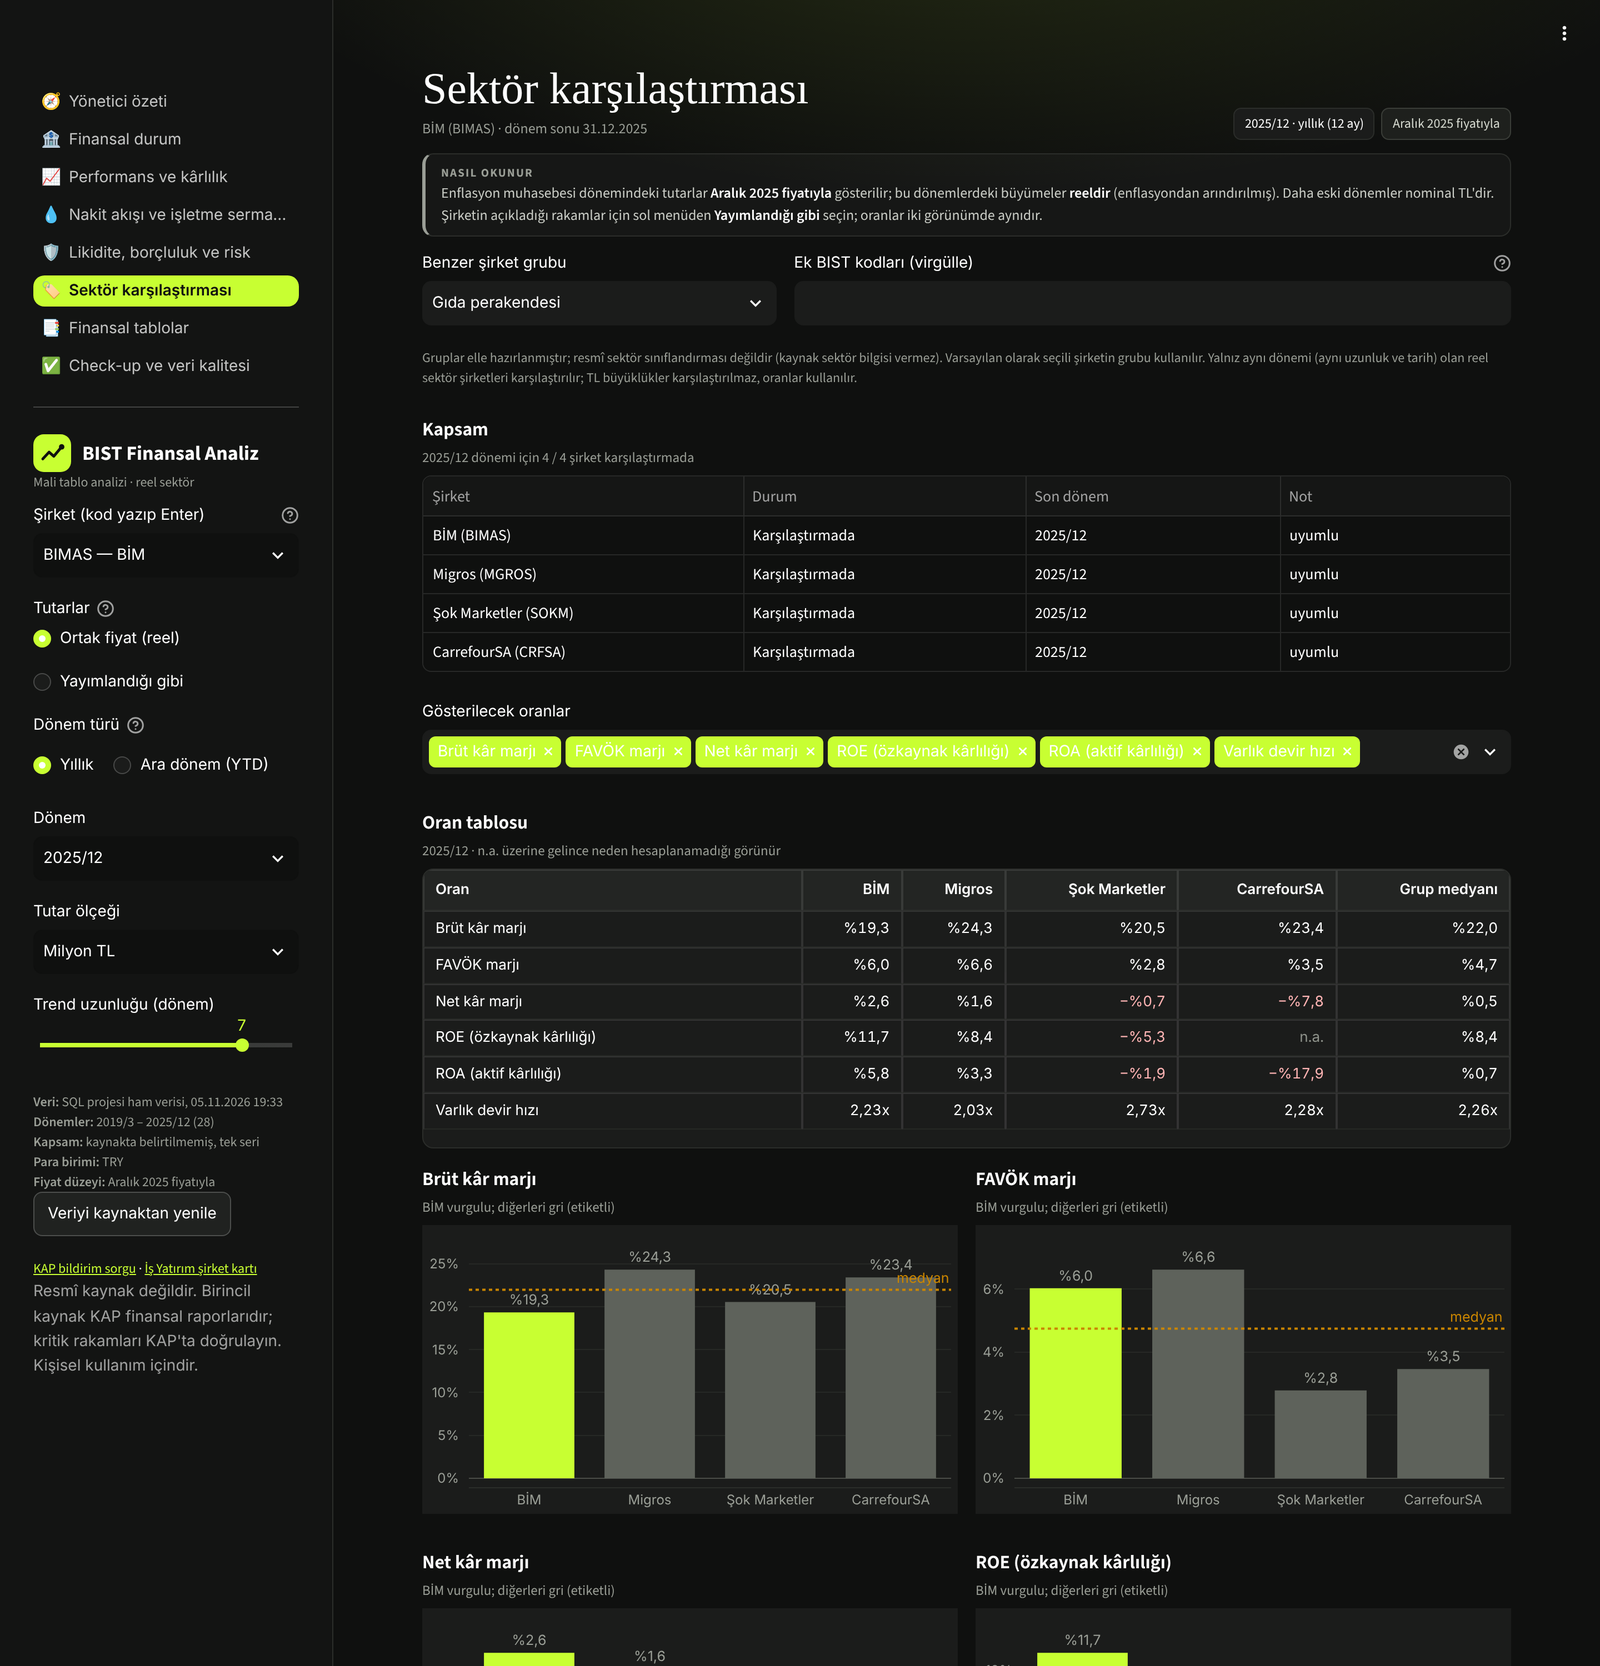 Yönetici özeti
Finansal durum
Performans ve kârlılık
Nakit akışı ve işletme serma...
Likidite, borçluluk ve risk
Sektör karşılaştırması
Finansal tablolar
Check-up ve veri kalitesi
BIST Finansal Analiz
Mali tablo analizi · reel sektör
Şirket (kod yazıp Enter)
BIMAS — BİM
Tutarlar
Ortak fiyat (reel)
Yayımlandığı gibi
Dönem türü
Yıllık Ara dönem (YTD)
Dönem
2025/12
Tutar ölçeği
Milyon TL
Trend uzunluğu (dönem)
7
Veri: SQL projesi ham verisi, 05.11.2026 19:33
Dönemler: 2019/3 – 2025/12 (28)
Kapsam: kaynakta belirtilmemiş, tek seri
Para birimi: TRY
Fiyat düzeyi: Aralık 2025 fiyatıyla
Veriyi kaynaktan yenile
KAP bildirim sorgu · İş Yatırım şirket kartı
Resmî kaynak değildir. Birincil
kaynak KAP finansal raporlarıdır;
kritik rakamları KAP'ta doğrulayın.
Kişisel kullanım içindir.
Sektör karşılaştırması
BİM (BIMAS) · dönem sonu 31.12.2025
2025/12 · yıllık (12 ay) Aralık 2025 fiyatıyla
NASIL OKUNUR
Enflasyon muhasebesi dönemindeki tutarlar Aralık 2025 fiyatıyla gösterilir; bu dönemlerdeki büyümeler reeldir (enflasyondan arındırılmış). Daha eski dönemler nominal TL'dir.
Şirketin açıkladığı rakamlar için sol menüden Yayımlandığı gibi seçin; oranlar iki görünümde aynıdır.
Benzer şirket grubu Ek BIST kodları (virgülle)
Gıda perakendesi
Gruplar elle hazırlanmıştır; resmî sektör sınıflandırması değildir (kaynak sektör bilgisi vermez). Varsayılan olarak seçili şirketin grubu kullanılır. Yalnız aynı dönemi (aynı uzunluk ve tarih) olan reel
sektör şirketleri karşılaştırılır; TL büyüklükler karşılaştırılmaz, oranlar kullanılır.
Kapsam
2025/12 dönemi için 4 / 4 şirket karşılaştırmada
Şirket Durum Son dönem Not
BİM (BIMAS) Karşılaştırmada 2025/12 uyumlu
Migros (MGROS) Karşılaştırmada 2025/12 uyumlu
Şok Marketler (SOKM) Karşılaştırmada 2025/12 uyumlu
CarrefourSA (CRFSA) Karşılaştırmada 2025/12 uyumlu
Gösterilecek oranlar
Brüt kâr marjı × FAVÖK marjı × Net kâr marjı × ROE (özkaynak kârlılığı) × ROA (aktif kârlılığı) × Varlık devir hızı ×
Oran tablosu
2025/12 · n.a. üzerine gelince neden hesaplanamadığı görünür
Oran BİM Migros Şok Marketler CarrefourSA Grup medyanı
Brüt kâr marjı %19,3 %24,3 %20,5 %23,4 %22,0
FAVÖK marjı %6,0 %6,6 %2,8 %3,5 %4,7
Net kâr marjı %2,6 %1,6 −%0,7 −%7,8 %0,5
ROE (özkaynak kârlılığı) %11,7 %8,4 −%5,3 n.a. %8,4
ROA (aktif kârlılığı) %5,8 %3,3 −%1,9 −%17,9 %0,7
Varlık devir hızı 2,23x 2,03x 2,73x 2,28x 2,26x
Brüt kâr marjı
BİM vurgulu; diğerleri gri (etiketli)
%24,3
25%
%23,4
medyan
%20,5
%19,3
20%
15%
10%
5%
0%
BİM Migros Şok Marketler CarrefourSA
FAVÖK marjı
BİM vurgulu; diğerleri gri (etiketli)
%6,6
%6,0
6%
medyan
4%
%3,5
%2,8
2%
0%
BİM Migros Şok Marketler CarrefourSA
Net kâr marjı
BİM vurgulu; diğerleri gri (etiketli)
%2,6
%1,6
ROE (özkaynak kârlılığı)
BİM vurgulu; diğerleri gri (etiketli)
%11,7